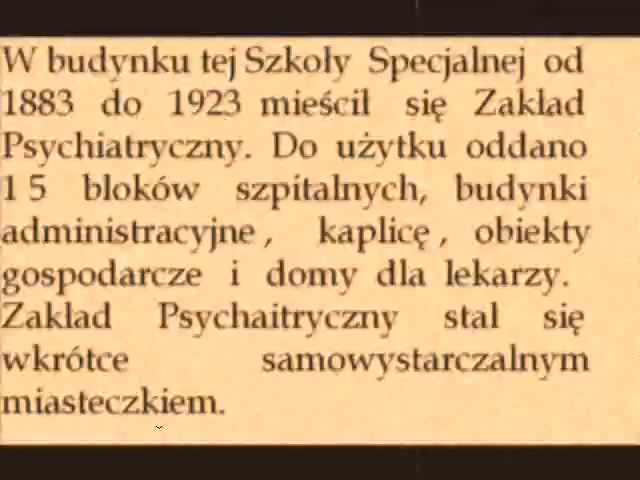 W budynku tej Szkoły Specjalnej od
1883 do 1923 mieścił się Zakład
Psychiatryczny. Do użytku oddano
15 bloków szpitalnych, budynki
administracyjne, kaplicę, obiekty
gospodarcze i domy dla lekarzy.
Zakład Psychaitryczny stał się
wkrótce samowystarczalnym
miasteczkiem.